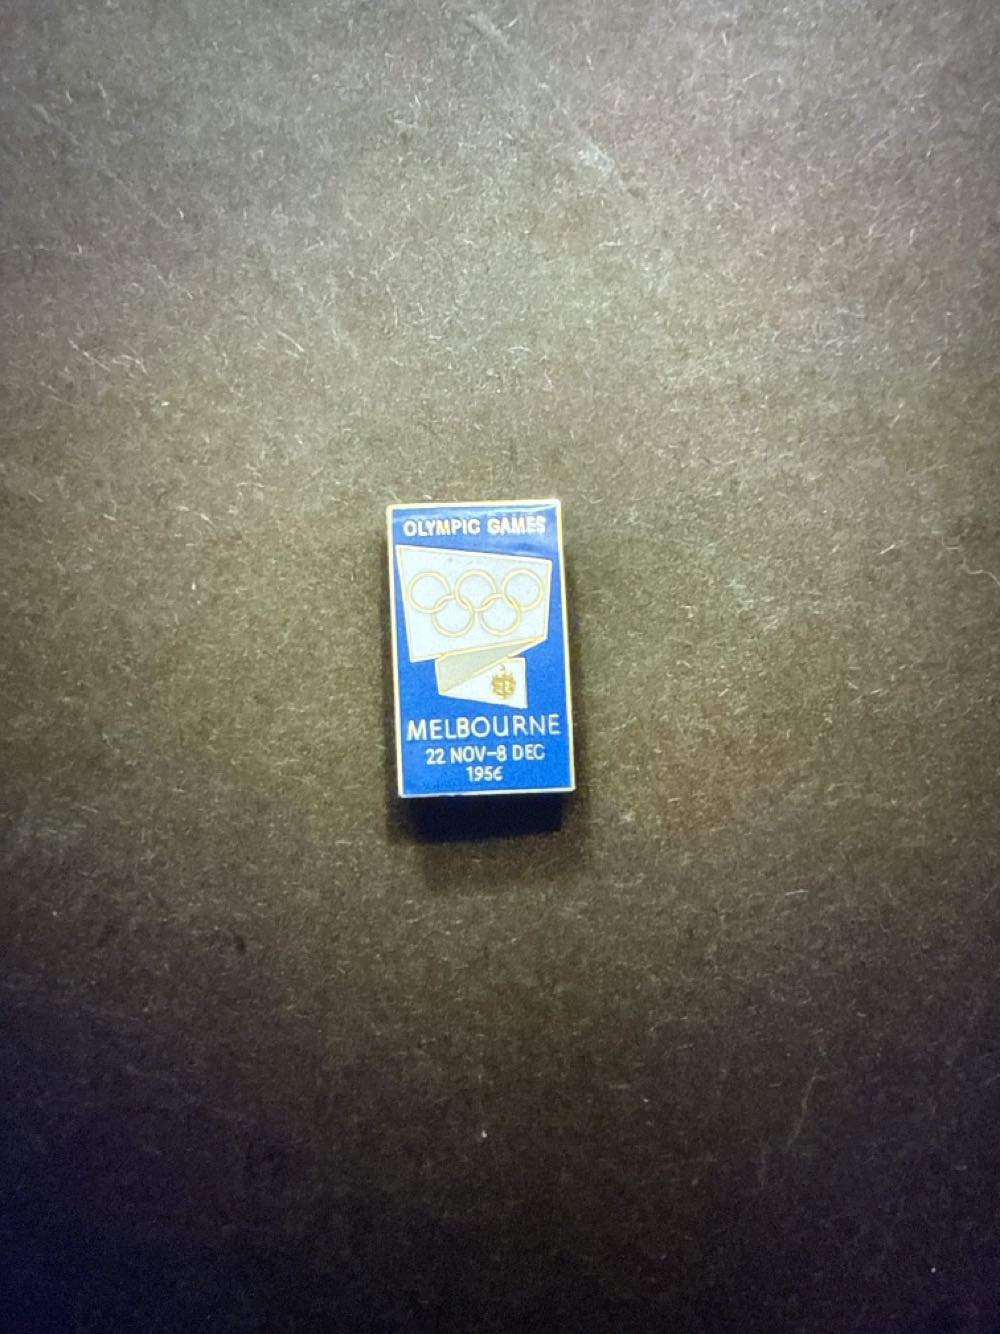 OLYMPIC GAMES
MELBOURNE
22 NOV-8 DEC
1956